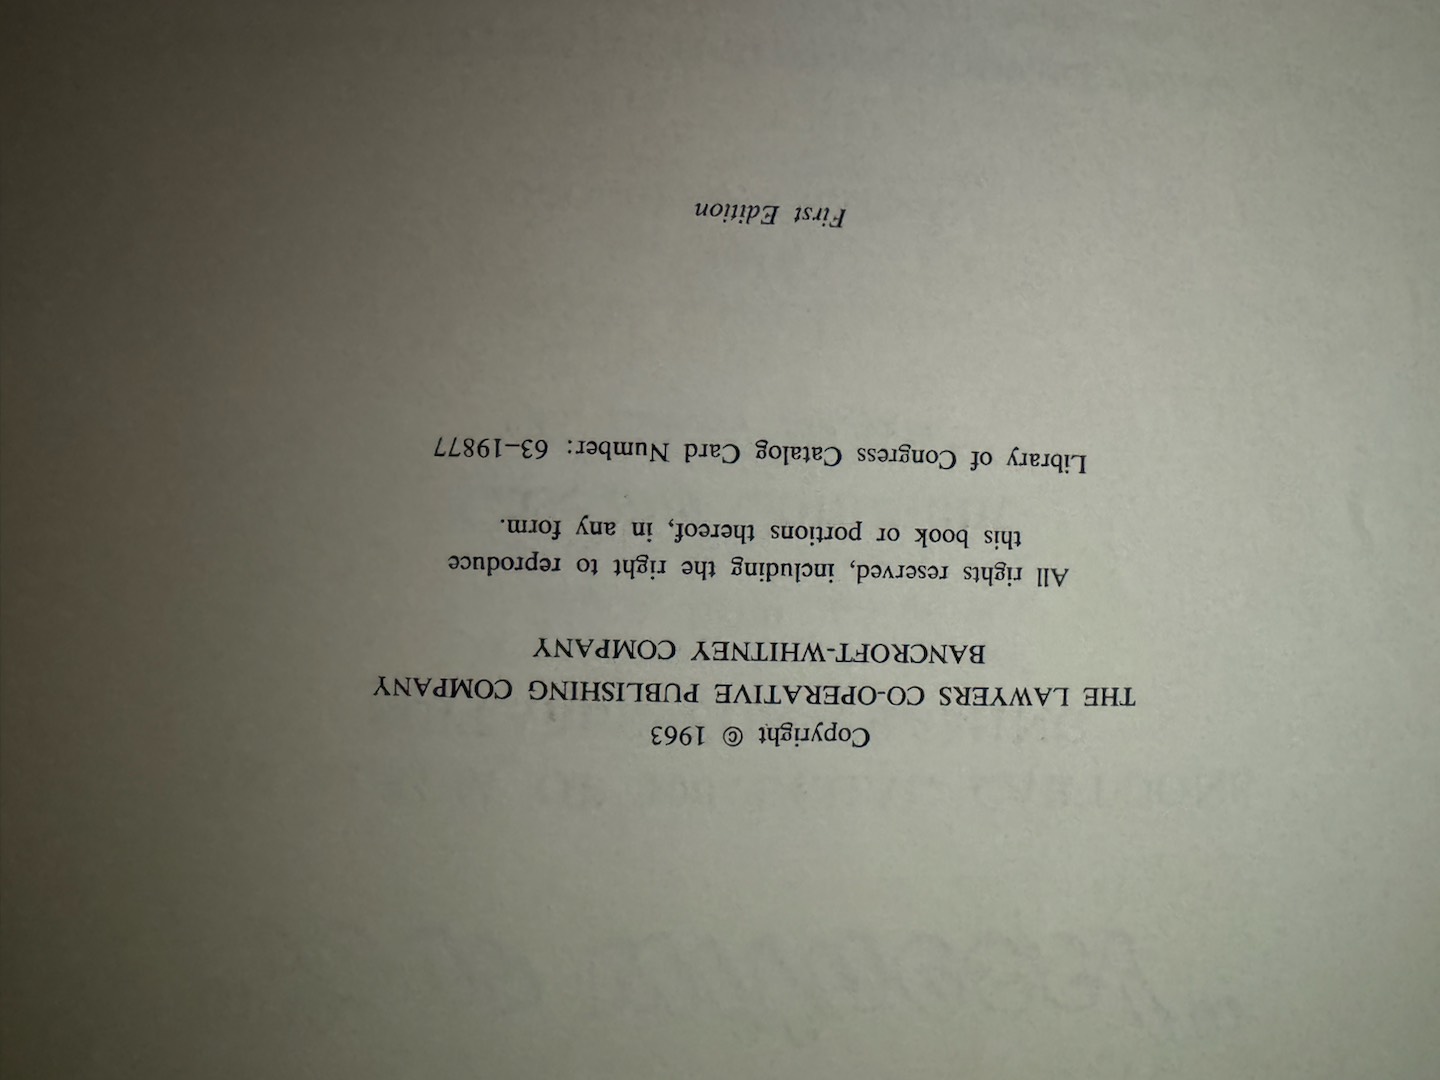 Copyright © 1963
THE LAWYERS CO-OPERATIVE PUBLISHING COMPANY
BANCROFT-WHITNEY COMPANY
All rights reserved, including the right to reproduce
this book or portions thereof, in any form.
Library of Congress Catalog Card Number: 63–19877
First Edition